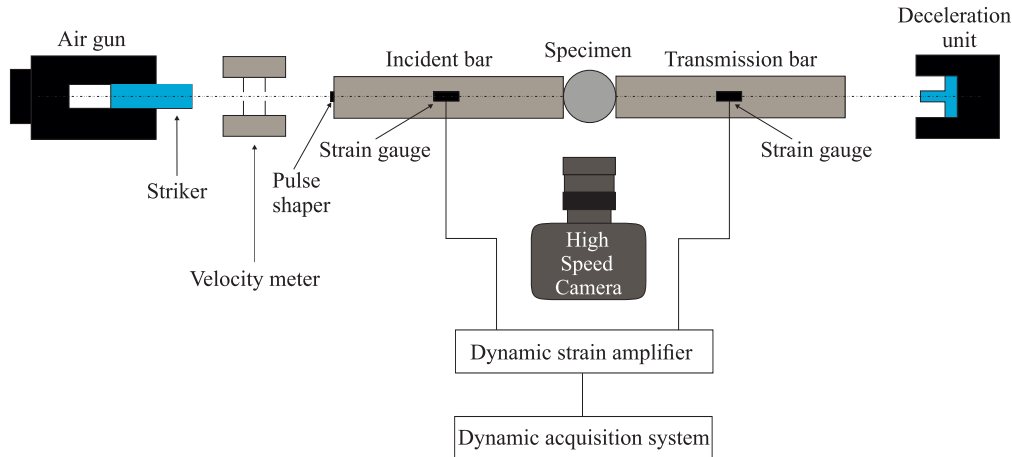 Deceleration
unit
Air gun
Incident bar
Specimen
Transmission bar
Strain gauge
Strain gauge
Striker
Pulse
shaper
Velocity meter
High
Speed
Camera
Dynamic strain amplifier
Dynamic acquisition system